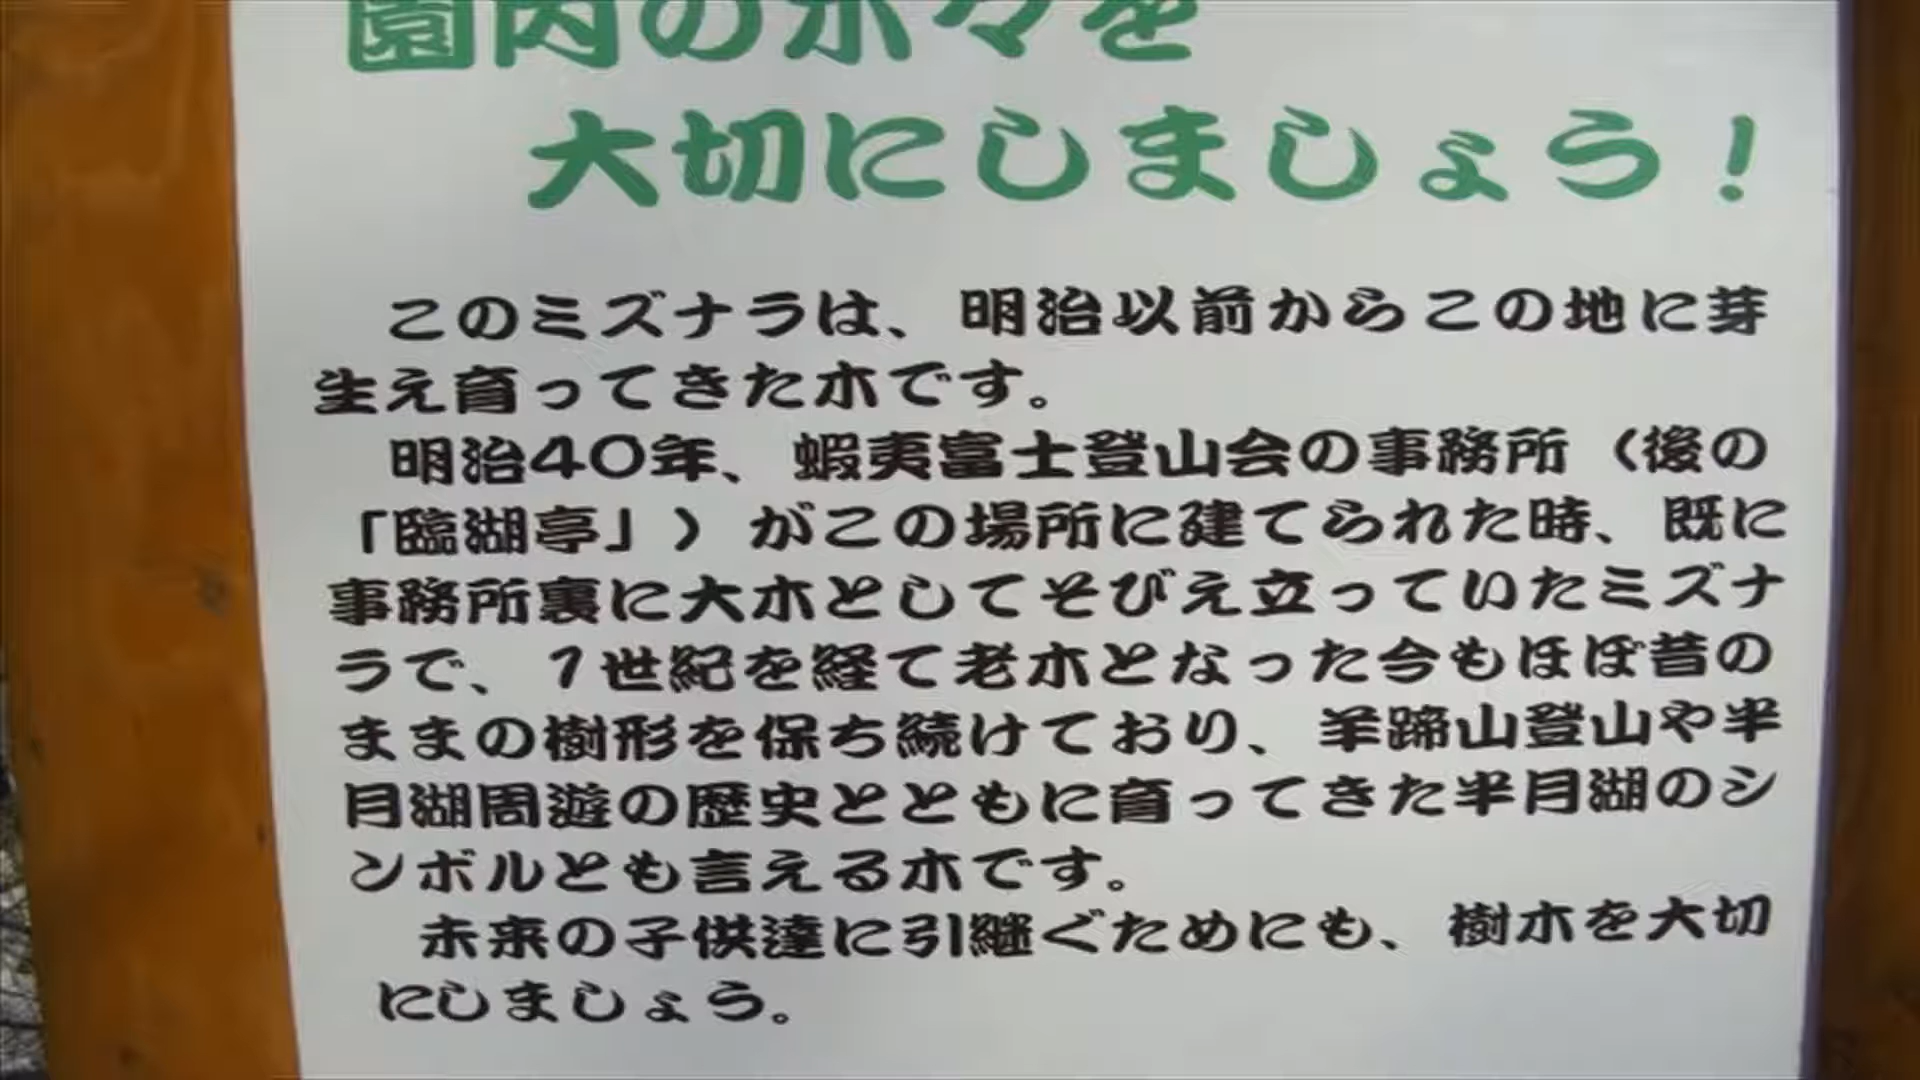 園内の木々を
大切にしましょう！
このミズナラは、明治以前からこの地に芽
生え育ってきた木です。
明治40年、蝦夷富士登山会の事務所（後の
「臨湖亭」）がこの場所に建てられた時、既に
事務所裏に大木としてそびえ立っていたミズナ
ラで、1世紀を経て老木となった今もほぼ昔の
ままの樹形を保ち続けており、羊蹄山登山や半
月湖周遊の歴史とともに育ってきた半月湖のシ
ンボルとも言える木です。
未来の子供達に引継ぐためにも、樹木を大切
にしましょう。